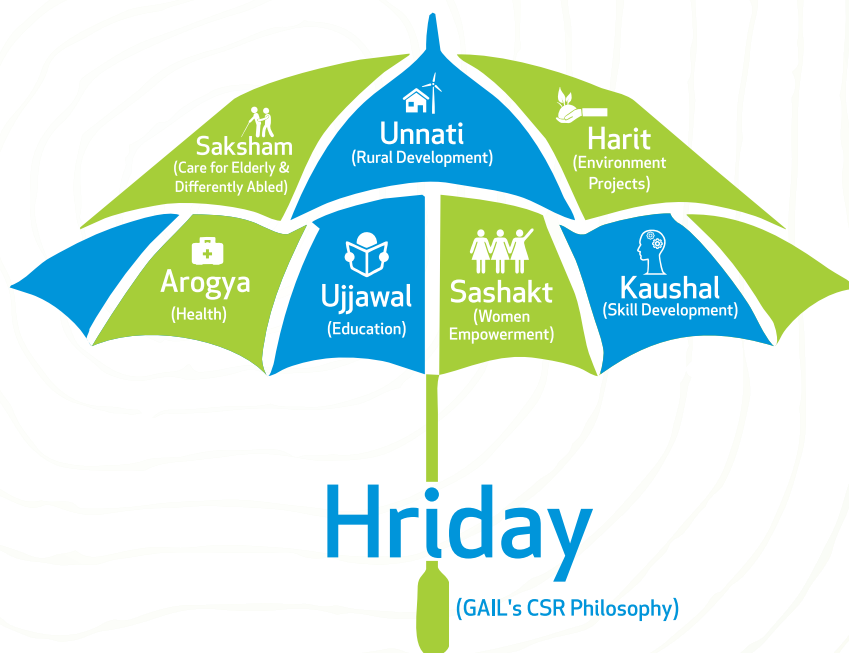 Saksham
(Care for Elderly &
Differently Abled)
Unnati
(Rural Development)
Harit
(Environment
Projects)
Arogya
(Health)
Ujjawal
(Education)
Sashakt
(Women
Empowerment)
Kaushal
(Skill Development)
Hriday
(GAIL's CSR Philosophy)